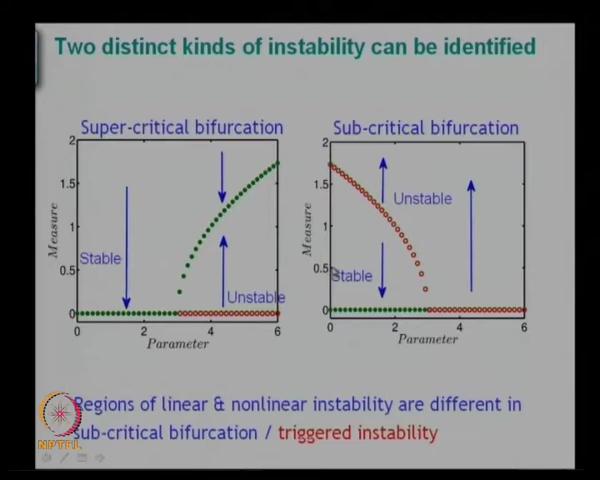 Two distinct kinds of instability can be identified
Super-critical bifurcation
2
1.5
1
0.5
0
Measure
Stable
Unstable
0 2 4 6
Parameter
Sub-critical bifurcation
2
1.5
1
0.5
0
Measure
Unstable
Stable
0 2 4 6
Parameter
Regions of linear & nonlinear instability are different in
sub-critical bifurcation / triggered instability
NPTEL